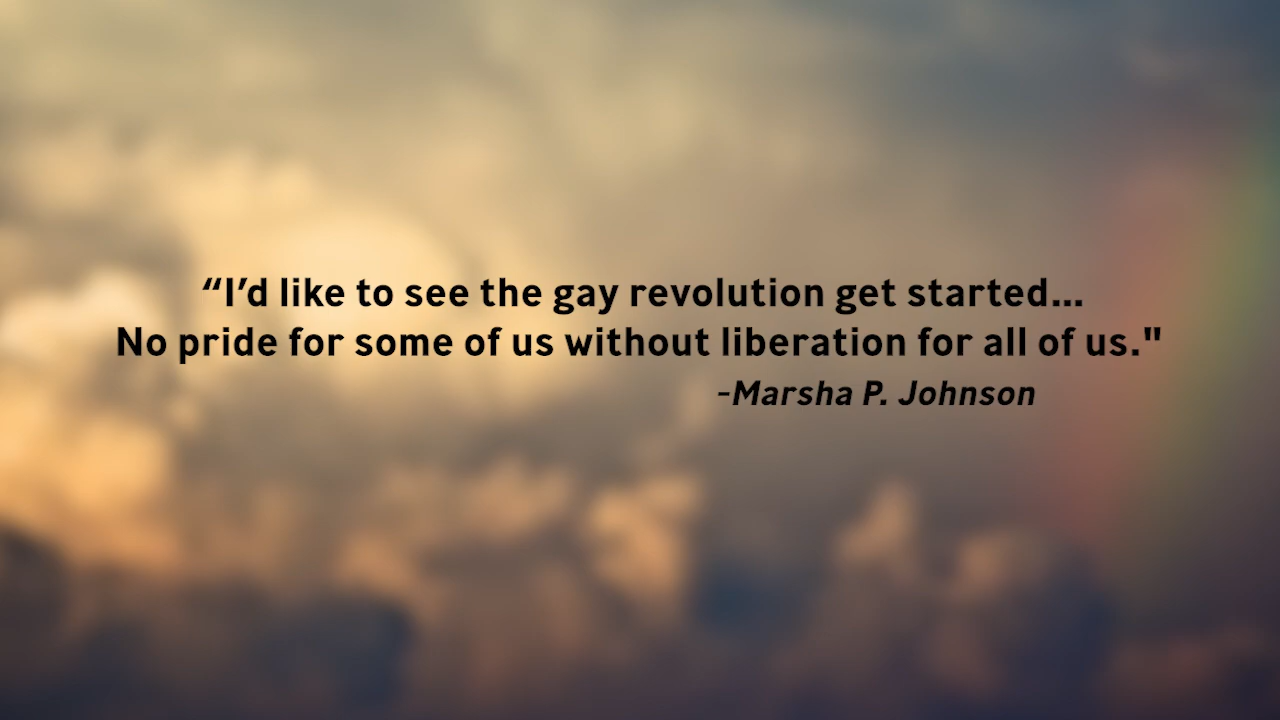 “I’d like to see the gay revolution get started...
No pride for some of us without liberation for all of us."
-Marsha P. Johnson